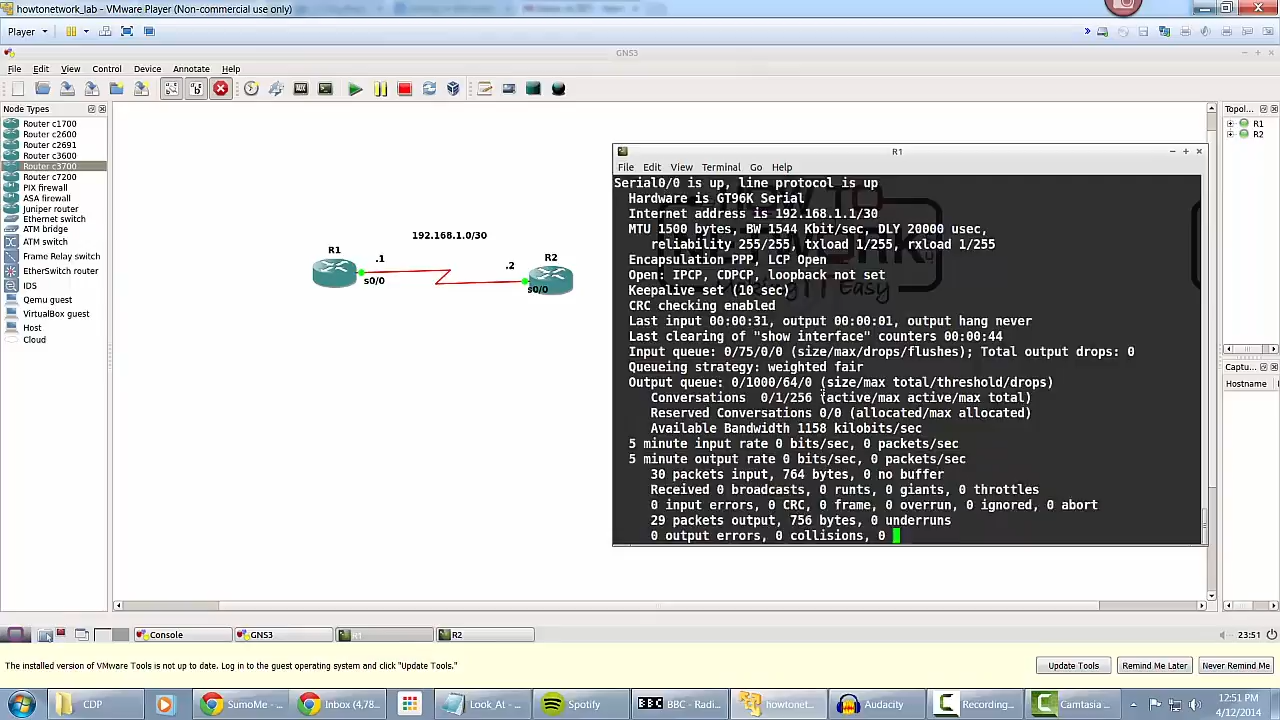 howtonetwork_lab - VMware Player (Non-commercial use only)
Player
GNS3
File Edit View Control Device Annotate Help
Node Types
Router c1700
Router c2600
Router c2691
Router c3600
Router c3700
Router c7200
PIX firewall
ASA firewall
Juniper router
Ethernet switch
ATM bridge
ATM switch
Frame Relay switch
EtherSwitch router
IDS
Qemu guest
VirtualBox guest
Host
Cloud
192.168.1.0/30
R1
.1
s0/0
R2
.2
s0/0
R1
File Edit View Terminal Go Help
Serial0/0 is up, line protocol is up
Hardware is GT96K Serial
Internet address is 192.168.1.1/30
MTU 1500 bytes, BW 1544 Kbit/sec, DLY 20000 usec,
reliability 255/255, txload 1/255, rxload 1/255
Encapsulation PPP, LCP Open
Open: IPCP, CDPCP, loopback not set
Keepalive set (10 sec)
CRC checking enabled
Last input 00:00:31, output 00:00:01, output hang never
Last clearing of "show interface" counters 00:00:44
Input queue: 0/75/0/0 (size/max/drops/flushes); Total output drops: 0
Queueing strategy: weighted fair
Output queue: 0/1000/64/0 (size/max total/threshold/drops)
Conversations 0/1/256 (active/max active/max total)
Reserved Conversations 0/0 (allocated/max allocated)
Available Bandwidth 1158 kilobits/sec
5 minute input rate 0 bits/sec, 0 packets/sec
5 minute output rate 0 bits/sec, 0 packets/sec
30 packets input, 764 bytes, 0 no buffer
Received 0 broadcasts, 0 runts, 0 giants, 0 throttles
0 input errors, 0 CRC, 0 frame, 0 overrun, 0 ignored, 0 abort
29 packets output, 756 bytes, 0 underruns
0 output errors, 0 collisions, 0
Topol...
R1
R2
Captu...
Hostname
Console GNS3 R1 R2
23:51
The installed version of VMware Tools is not up to date. Log in to the guest operating system and click "Update Tools."
Update Tools Remind Me Later Never Remind Me
CDP SumoMe - ... Inbox (4,78... Look_At - ... Spotify BBC - Radi... howtonet... Audacity Recording... Camtasia...
12:51 PM
4/12/2014